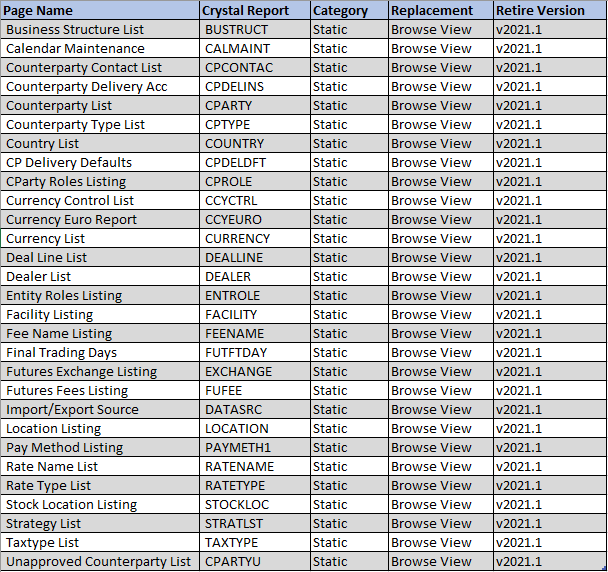 Page Name Crystal Report Category Replacement Retire Version
Business Structure List BUSTRUCT Static Browse View v2021.1
Calendar Maintenance CALMAINT Static Browse View v2021.1
Counterparty Contact List CPCONTAC Static Browse View v2021.1
Counterparty Delivery Acc CPDELINS Static Browse View v2021.1
Counterparty List CPARTY Static Browse View v2021.1
Counterparty Type List CPTYPE Static Browse View v2021.1
Country List COUNTRY Static Browse View v2021.1
CP Delivery Defaults CPDELDFT Static Browse View v2021.1
CParty Roles Listing CPROLE Static Browse View v2021.1
Currency Control List CCYCTRL Static Browse View v2021.1
Currency Euro Report CCYEURO Static Browse View v2021.1
Currency List CURRENCY Static Browse View v2021.1
Deal Line List DEALLINE Static Browse View v2021.1
Dealer List DEALER Static Browse View v2021.1
Entity Roles Listing ENTROLE Static Browse View v2021.1
Facility Listing FACILITY Static Browse View v2021.1
Fee Name Listing FEENAME Static Browse View v2021.1
Final Trading Days FUTFTDAY Static Browse View v2021.1
Futures Exchange Listing EXCHANGE Static Browse View v2021.1
Futures Fees Listing FUFEE Static Browse View v2021.1
Import/Export Source DATASRC Static Browse View v2021.1
Location Listing LOCATION Static Browse View v2021.1
Pay Method Listing PAYMETH1 Static Browse View v2021.1
Rate Name List RATENAME Static Browse View v2021.1
Rate Type List RATETYPE Static Browse View v2021.1
Stock Location Listing STOCKLOC Static Browse View v2021.1
Strategy List STRATLST Static Browse View v2021.1
Taxtype List TAXTYPE Static Browse View v2021.1
Unapproved Counterparty List CPARTYU Static Browse View v2021.1